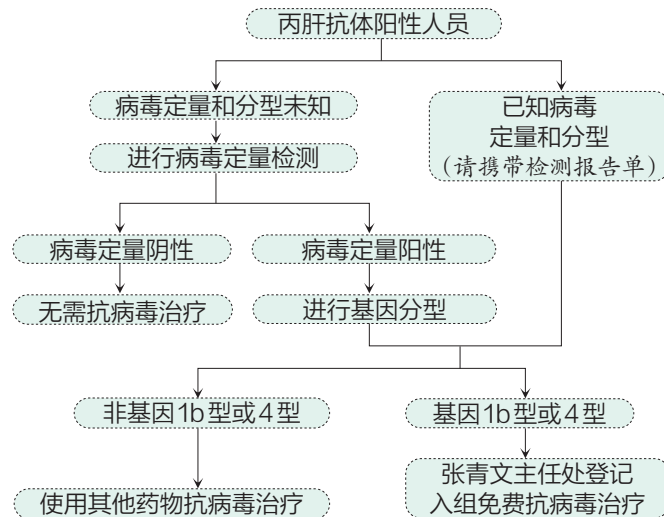 丙肝抗体阳性人员
病毒定量和分型未知
已知病毒
定量和分型
(请携带检测报告单)
进行病毒定量检测
病毒定量阴性
病毒定量阳性
无需抗病毒治疗
进行基因分型
非基因1b型或4型
基因1b型或4型
使用其他药物抗病毒治疗
张青文主任处登记
入组免费抗病毒治疗